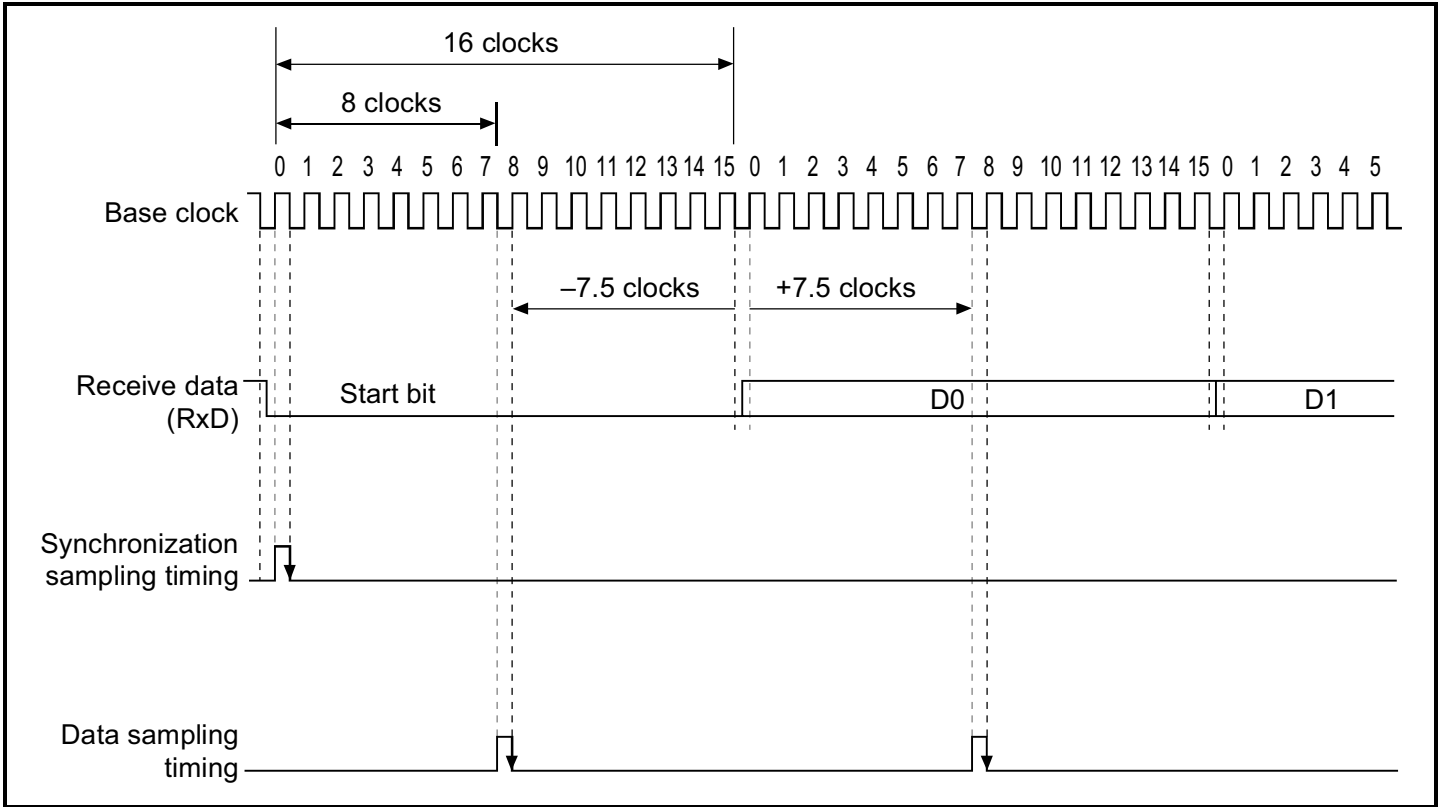 16 clocks
8 clocks
0 1 2 3 4 5 6 7 8 9 10 11 12 13 14 15 0 1 2 3 4 5 6 7 8 9 10 11 12 13 14 15 0 1 2 3 4 5
Base clock
–7.5 clocks +7.5 clocks
Receive data
(RxD)
Start bit
D0
D1
Synchronization
sampling timing
Data sampling
timing